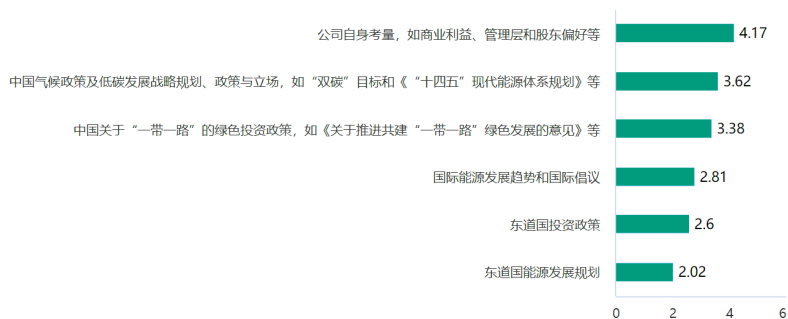 公司自身考量，如商业利益、管理层和股东偏好等 4.17
中国气候政策及低碳发展战略规划、政策与立场，如“双碳”目标和《“十四五”现代能源体系规划》等 3.62
中国关于“一带一路”的绿色投资政策，如《关于推进共建“一带一路”绿色发展的意见》等 3.38
国际能源发展趋势和国际倡议 2.81
东道国投资政策 2.6
东道国能源发展规划 2.02
0 2 4 6